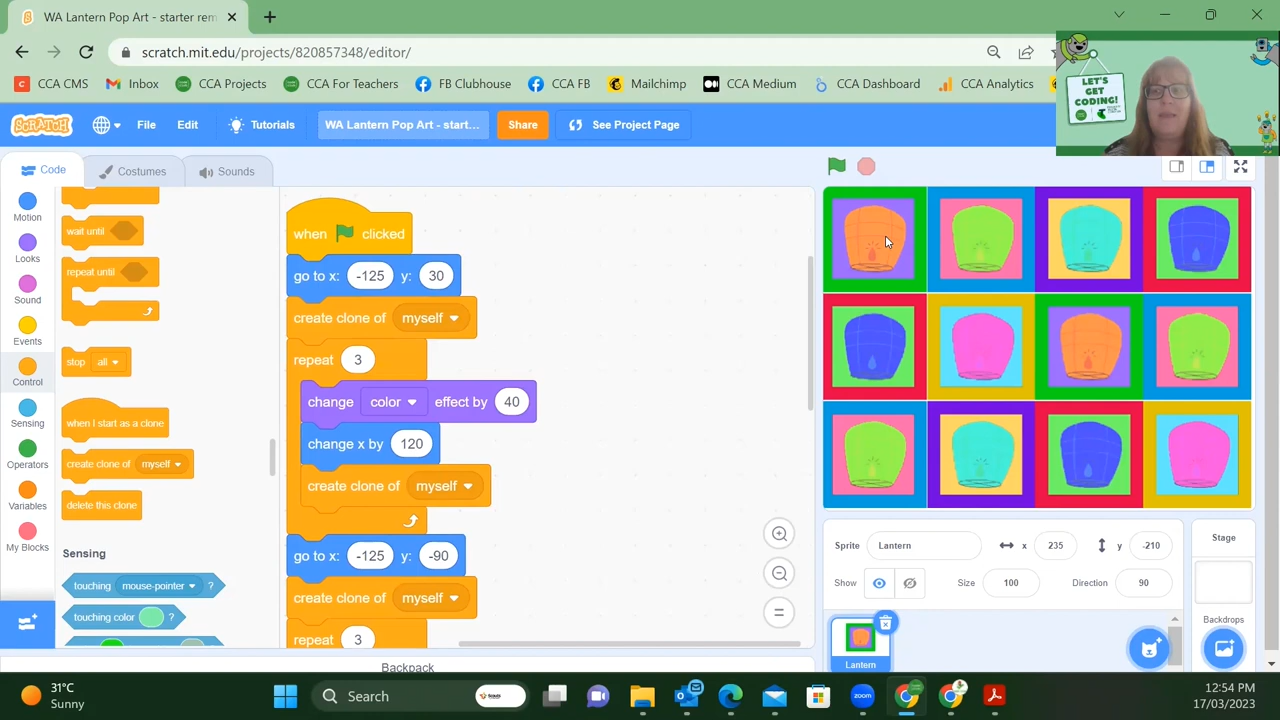 WA Lantern Pop Art - starter rem
scratch.mit.edu/projects/820857348/editor/
CCA CMS
Inbox
CCA Projects
CCA For Teachers
FB Clubhouse
CCA FB
Mailchimp
CCA Medium
CCA Dashboard
CCA Analytics
LET'S
GET
CODING!
SCRATCH
File
Edit
Tutorials
WA Lantern Pop Art - start...
Share
See Project Page
Code
Costumes
Sounds
Motion
Looks
Sound
Events
Control
Sensing
Operators
Variables
My Blocks
wait until
repeat until
stop all
when I start as a clone
create clone of myself
delete this clone
Sensing
touching mouse-pointer ?
touching color ?
when clicked
go to x: -125 y: 30
create clone of myself
repeat 3
change color effect by 40
change x by 120
create clone of myself
go to x: -125 y: -90
create clone of myself
repeat 3
Backpack
Sprite Lantern x 235 y -210
Show Size 100 Direction 90
Lantern
Stage
Backdrops
31°C
Sunny
Search
zoom
12:54 PM
17/03/2023